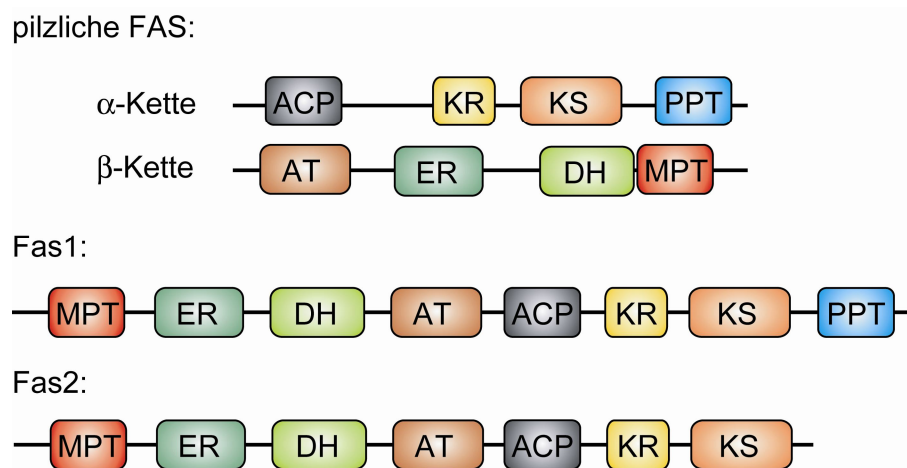 pilzliche FAS:
α-Kette ACP KR KS PPT
β-Kette AT ER DH MPT
Fas1:
MPT ER DH AT ACP KR KS PPT
Fas2:
MPT ER DH AT ACP KR KS